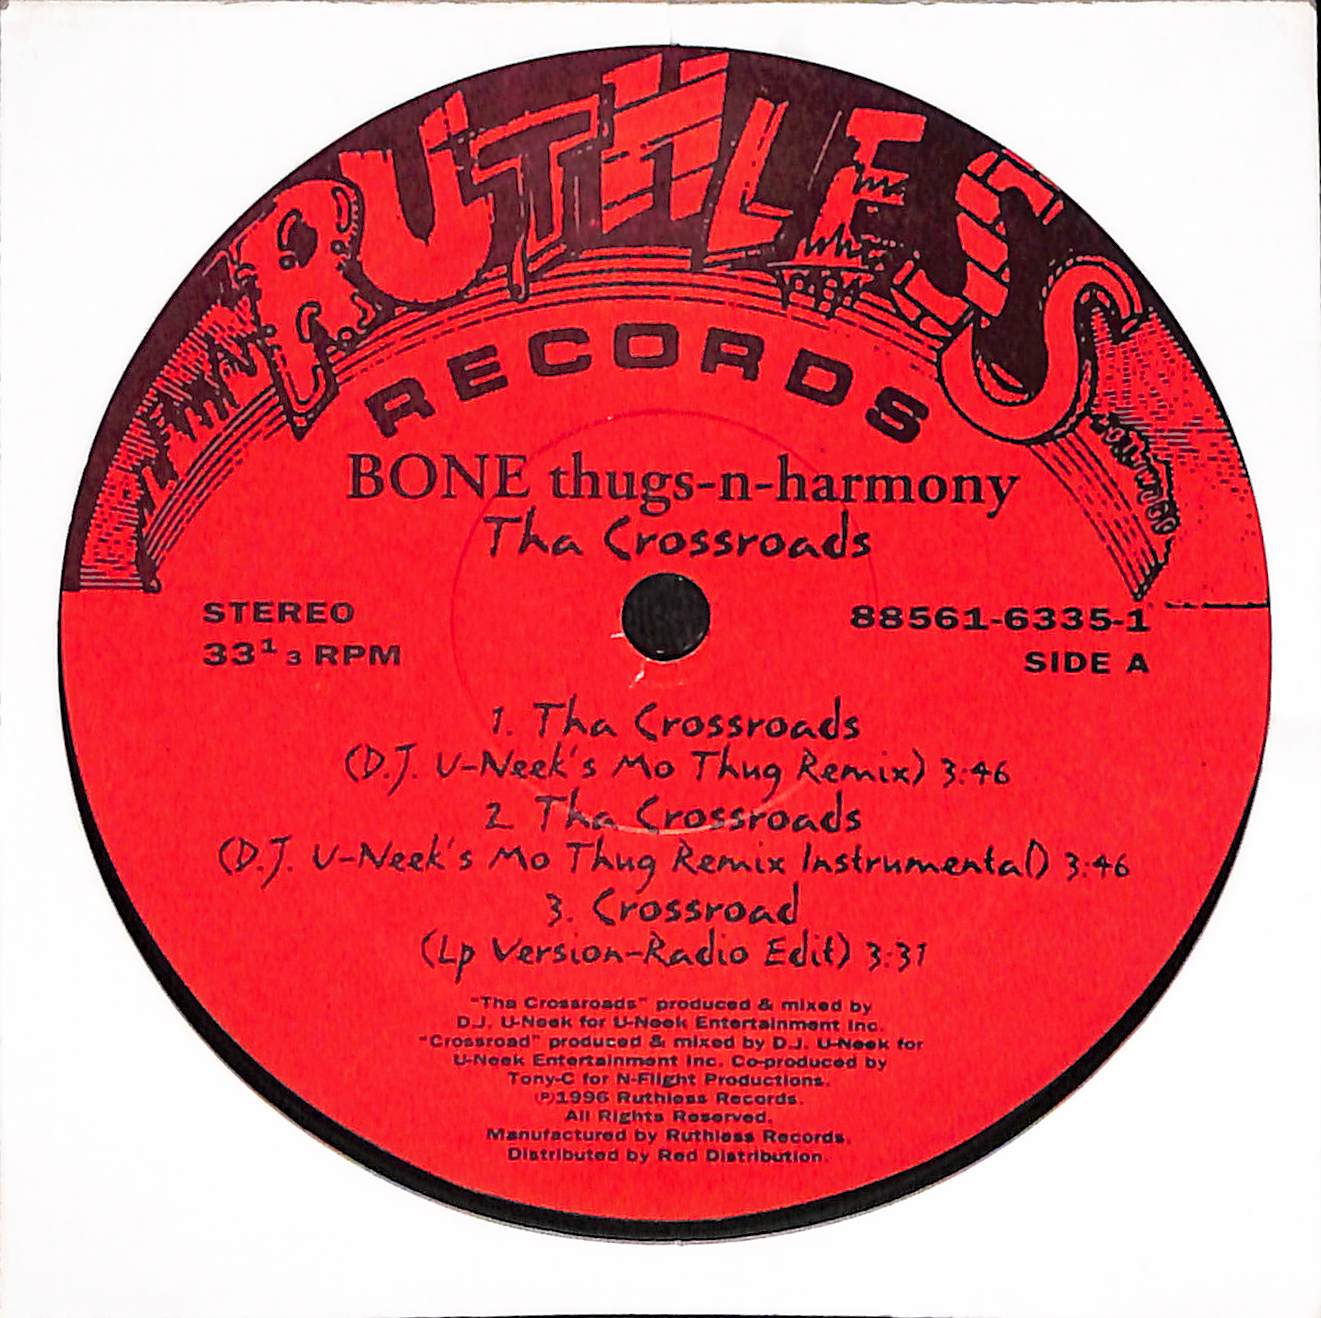 RUTHLESS
RECORDS
BONE thugs-n-harmony
Tha Crossroads
STEREO
33 1 3 RPM
88561-6335-1
SIDE A
1. Tha Crossroads
(D.J. U-Neek's Mo Thug Remix) 3:46
2. Tha Crossroads
(D.J. U-Neek's Mo Thug Remix Instrumental) 3:46
3. Crossroad
(Lp Version-Radio Edit) 3:31
"Tha Crossroads" produced & mixed by
D.J. U-Neek for U-Neek Entertainment Inc.
"Crossroad" produced & mixed by D.J. U-Neek for
U-Neek Entertainment Inc. Co-produced by
Tony-C for N-Flight Productions.
℗1996 Ruthless Records.
All Rights Reserved.
Manufactured by Ruthless Records.
Distributed by Red Distribution.